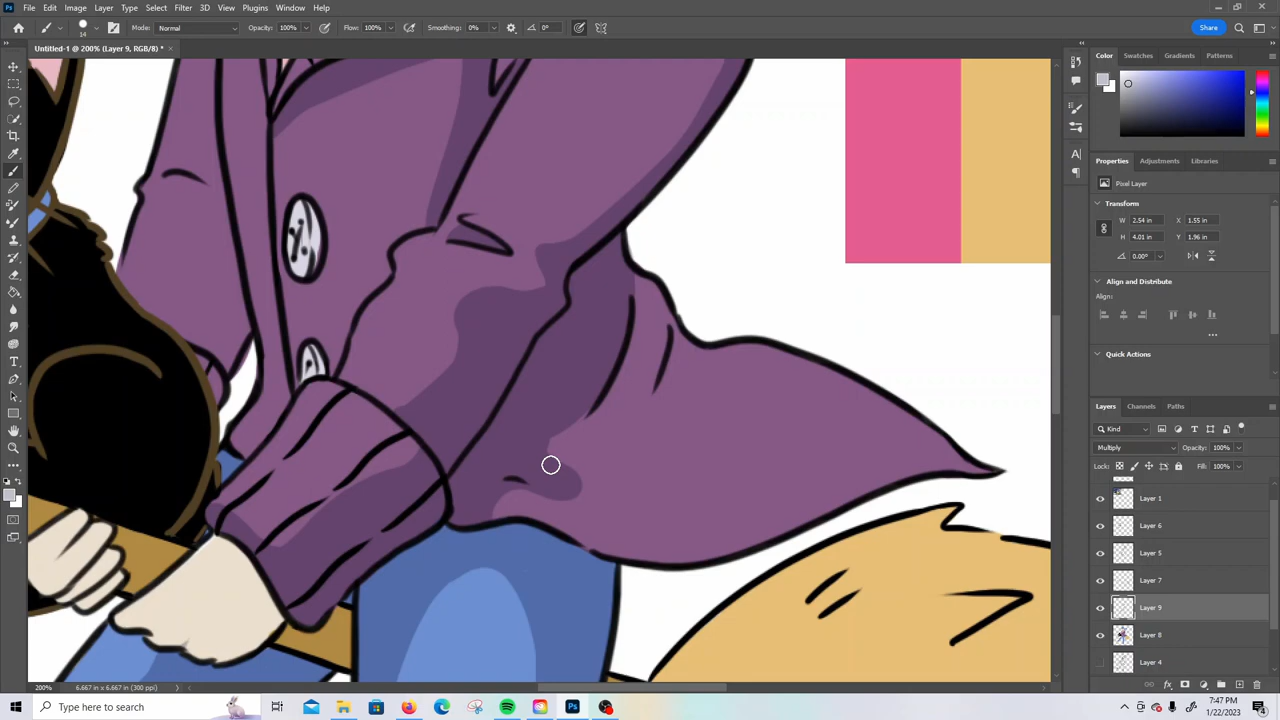 File Edit Image Layer Type Select Filter 3D View Plugins Window Help
14 Mode: Normal Opacity: 100% Flow: 100% Smoothing: 0% 0° Share
Untitled-1 @ 200% (Layer 9, RGB/8) *
Color Swatches Gradients Patterns
Properties Adjustments Libraries
Pixel Layer
Transform
W 2.54 in X 1.55 in
H 4.01 in Y 1.96 in
0.00°
Align and Distribute
Align:
Quick Actions
Layers Channels Paths
Kind
Multiply Opacity: 100%
Lock: Fill: 100%
Layer 1
Layer 6
Layer 5
Layer 7
Layer 9
Layer 8
Layer 4
200% 6.667 in x 6.667 in (300 ppi)
Type here to search
7:47 PM
1/22/2023